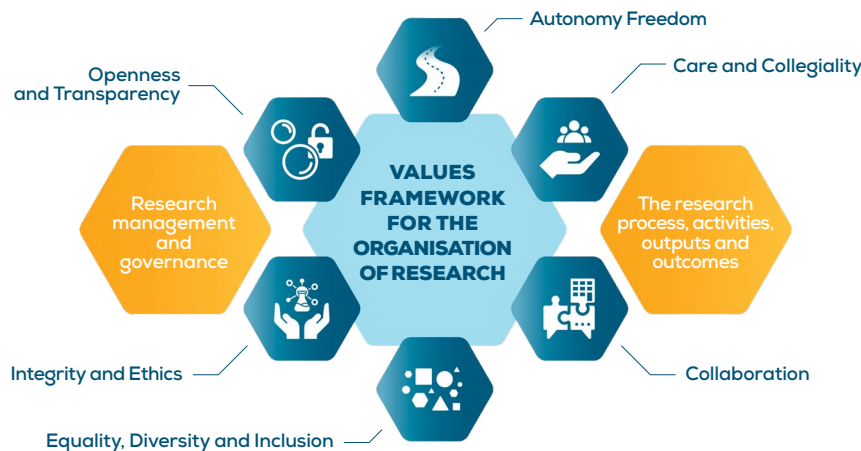 Autonomy Freedom
Openness
and Transparency
Care and Collegiality
VALUES
FRAMEWORK
FOR THE
ORGANISATION
OF RESEARCH
Research
management
and
governance
The research
process, activities,
outputs and
outcomes
Integrity and Ethics
Collaboration
Equality, Diversity and Inclusion